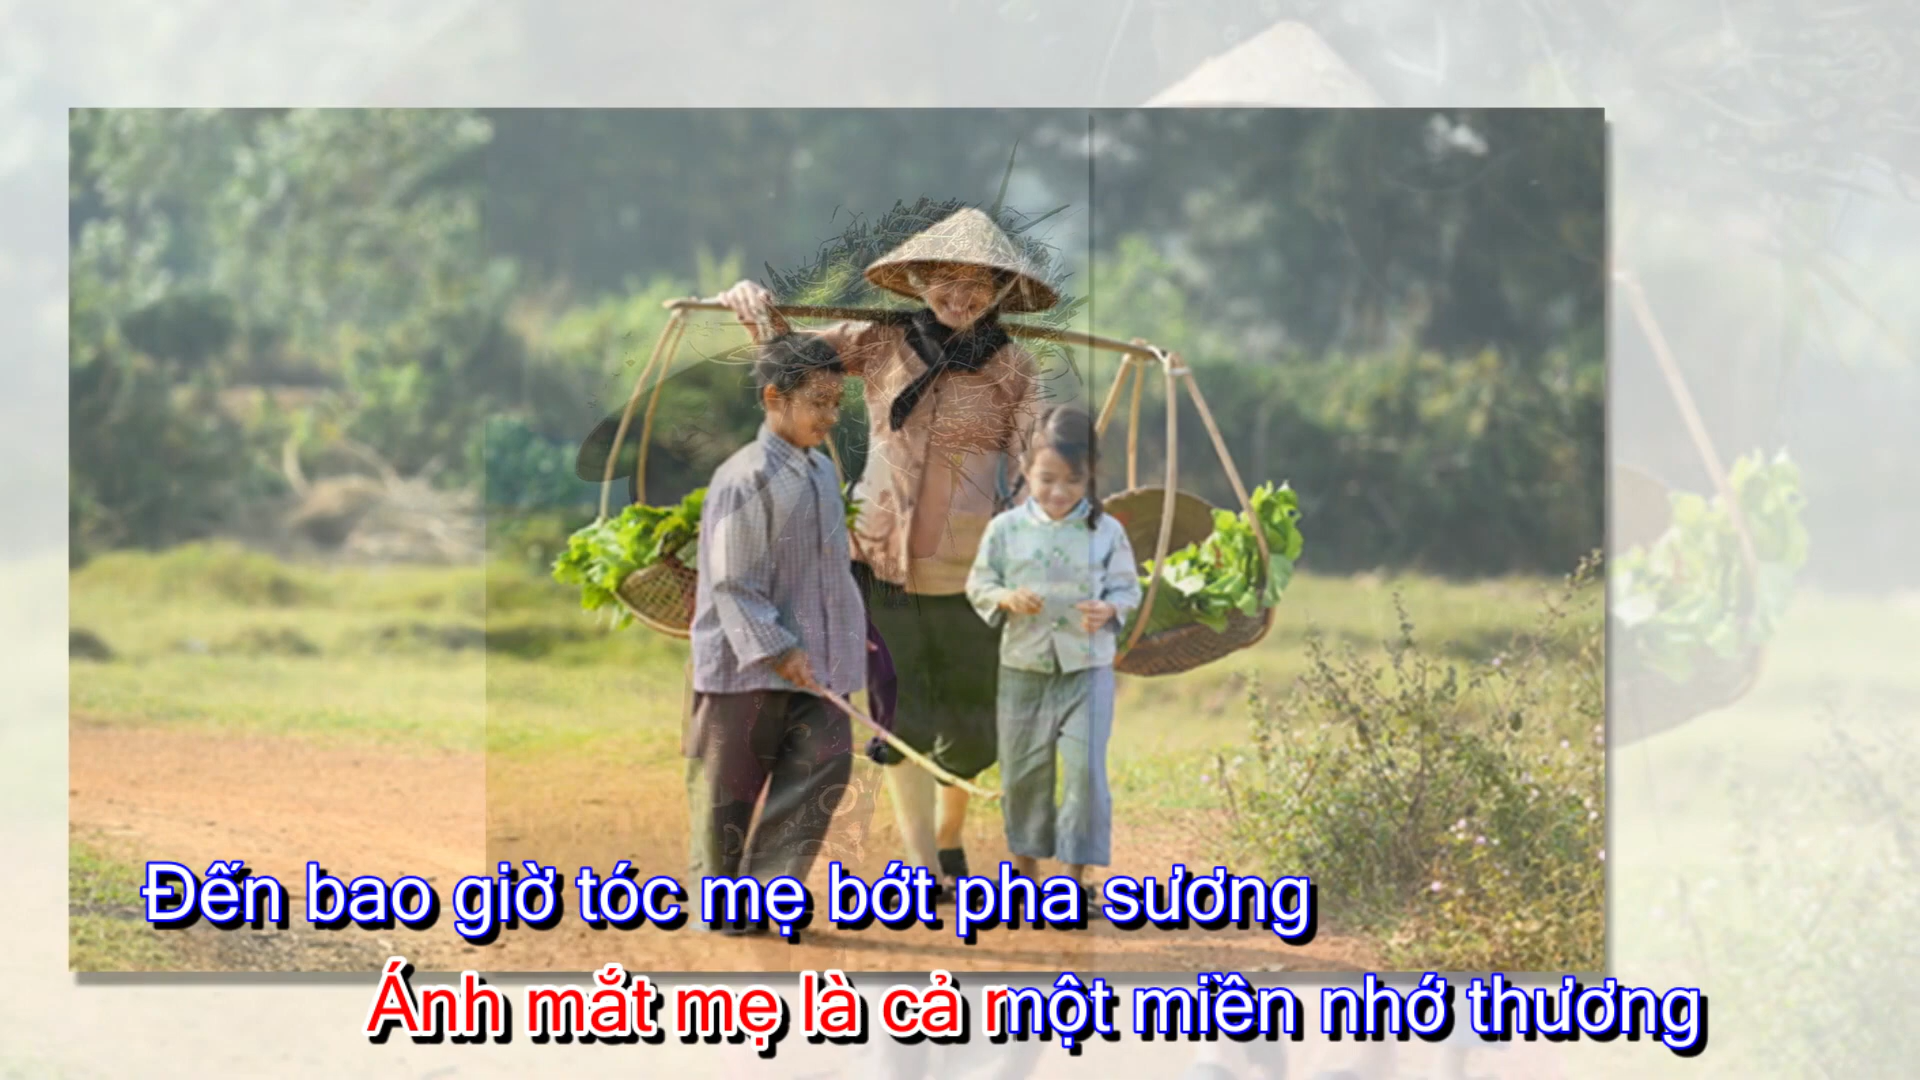 Đến bao giờ tóc mẹ bớt pha sương
Ánh mắt mẹ là cả một miền nhớ thương